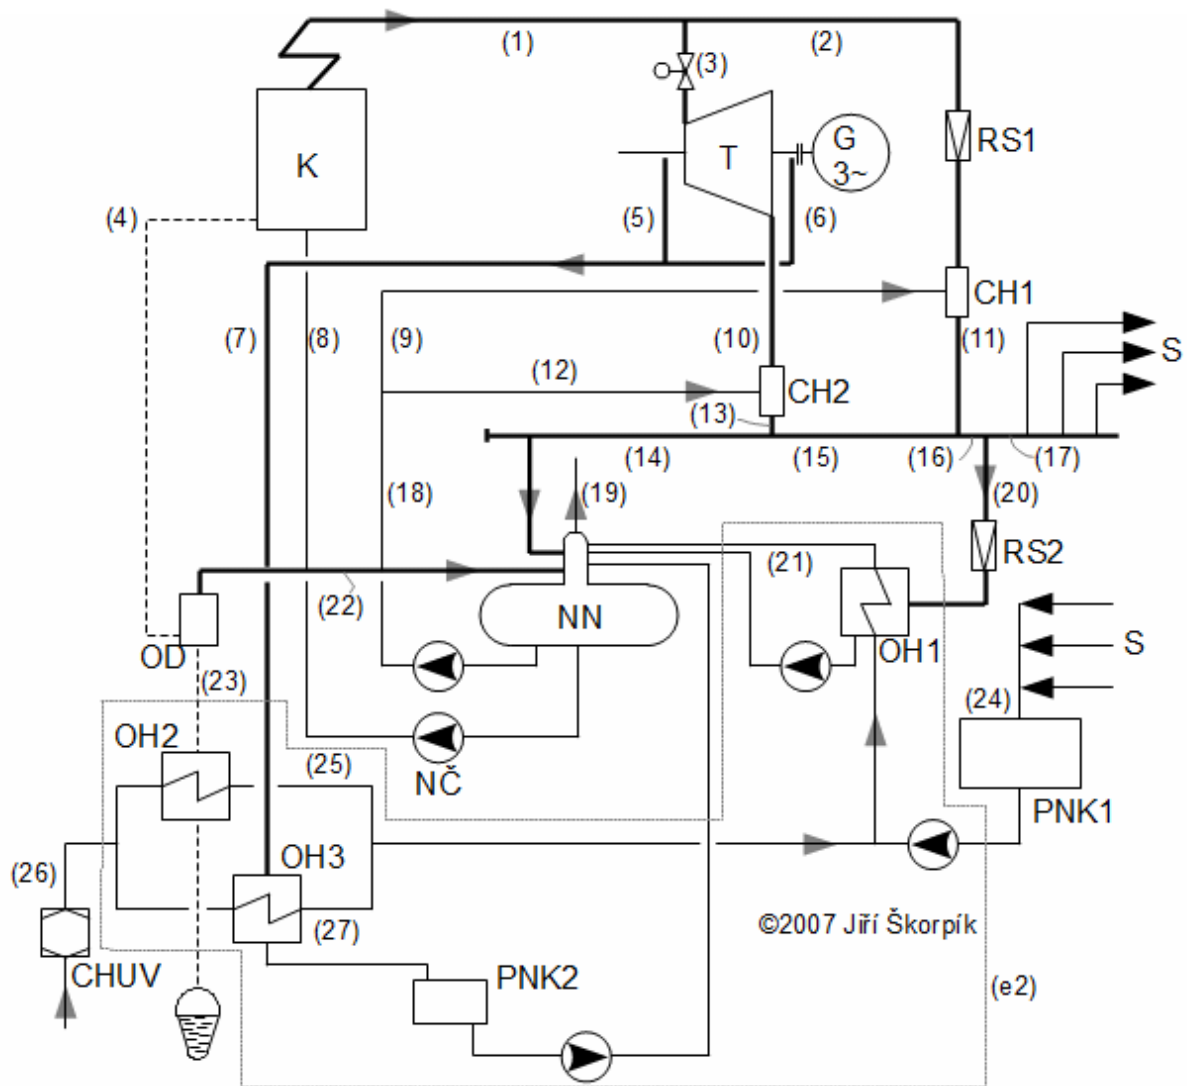 (1)
(2)
(3)
RS1
G
3~
T
K
(4)
(5)
(6)
CH1
(7)
(8)
(9)
(10)
(11)
S
(12)
CH2
(13)
(14)
(15)
(16)
(17)
(18)
(19)
(20)
RS2
(21)
(22)
NN
OH1
OD
S
(23)
(24)
OH2
(25)
NČ
PNK1
OH3
(26)
(27)
©2007 Jiří Škorpík
CHUV
PNK2
(e2)